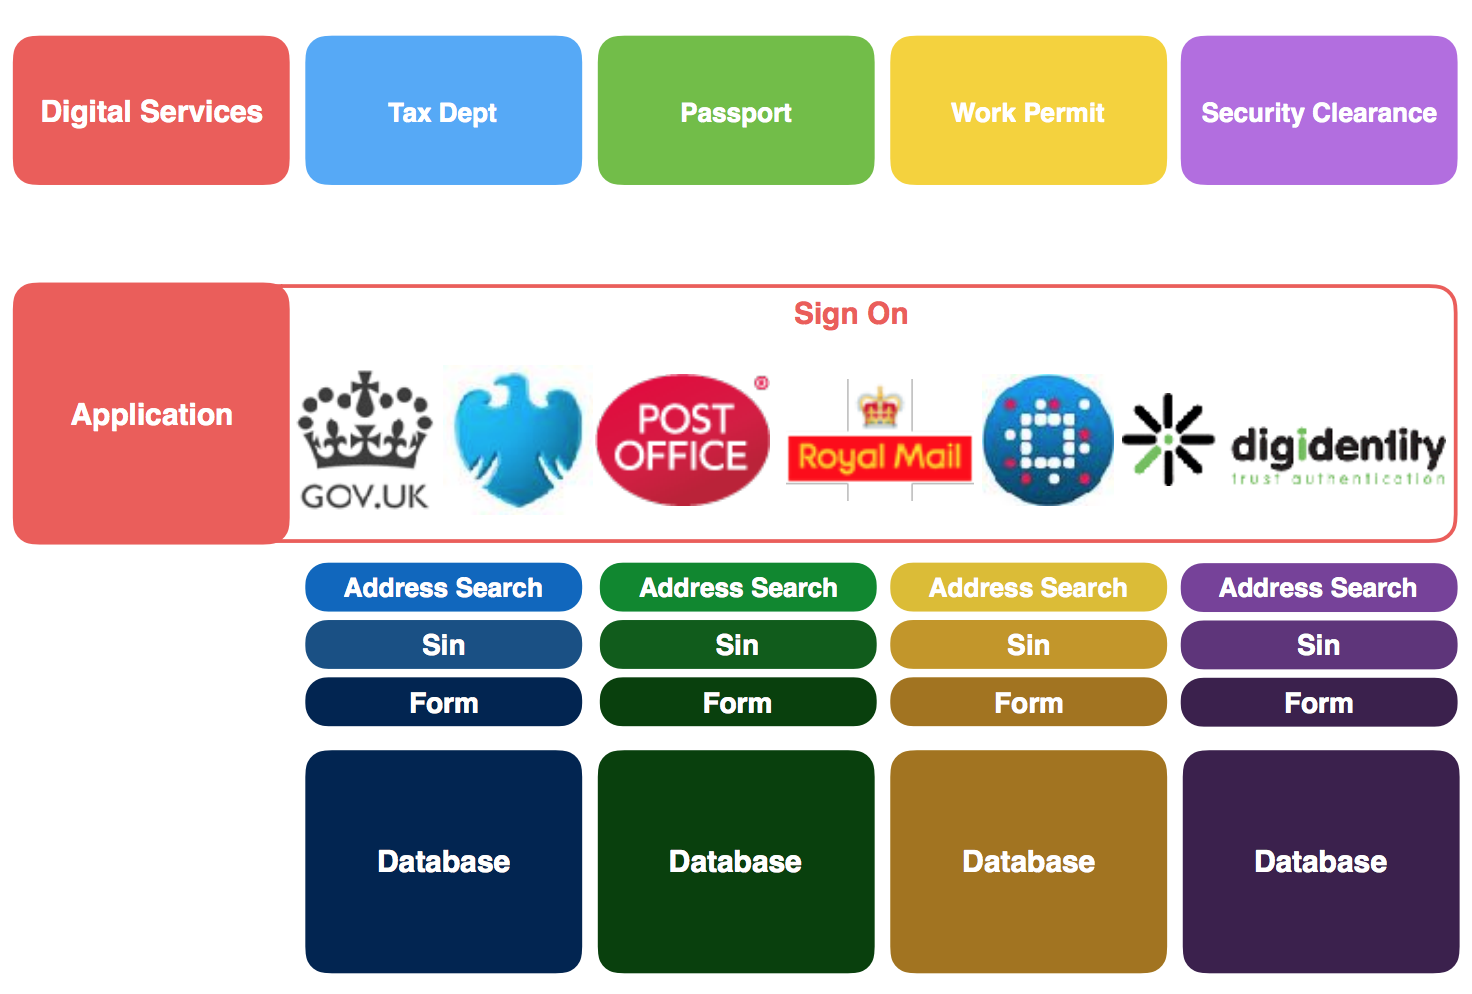 Digital Services
Tax Dept
Passport
Work Permit
Security Clearance
Sign On
Application
GOV.UK
POST
OFFICE
®
Royal Mail
digidentity
trust authentication
Address Search
Address Search
Address Search
Address Search
Sin
Sin
Sin
Sin
Form
Form
Form
Form
Database
Database
Database
Database